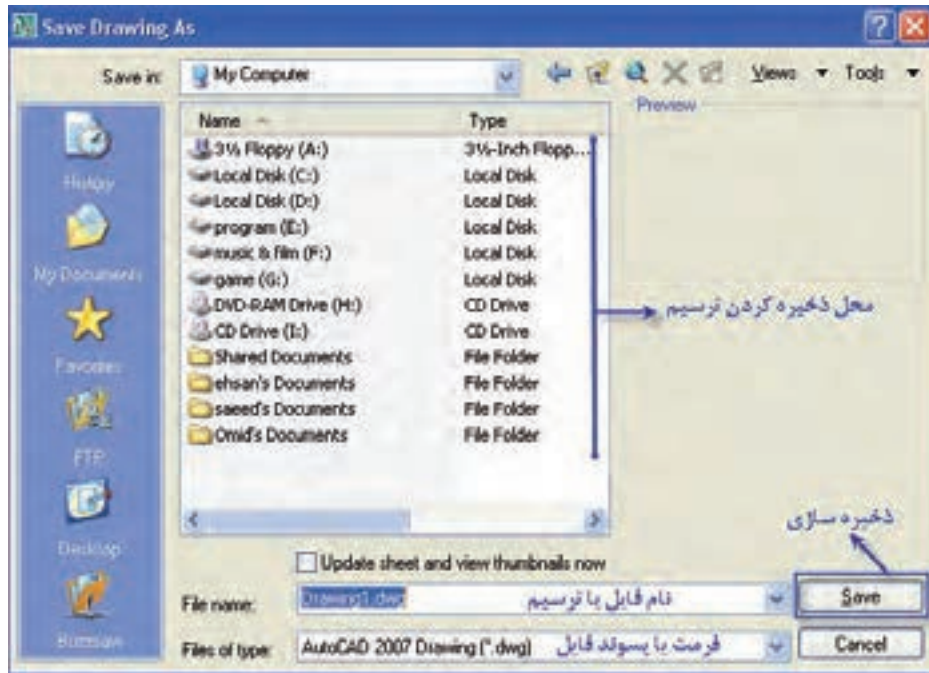 Save Drawing As
Save in: My Computer Views Tools
Name Type
Preview
3½ Floppy (A:) 3½-Inch Flopp...
Local Disk (C:) Local Disk
Local Disk (D:) Local Disk
program (E:) Local Disk
music & film (F:) Local Disk
game (G:) Local Disk
DVD-RAM Drive (H:) CD Drive
CD Drive (I:) CD Drive
Shared Documents File Folder
ehsan's Documents File Folder
saeed's Documents File Folder
Omid's Documents File Folder
محل ذخیره کردن ترسیم
History
My Documents
Favorites
FTP
Desktop
Buzzsaw
ذخیره سازی
Update sheet and view thumbnails now
File name: Drawing1.dwg نام فایل یا ترسیم Save
Files of type: AutoCAD 2007 Drawing (*.dwg) فرمت یا پسوند فایل Cancel